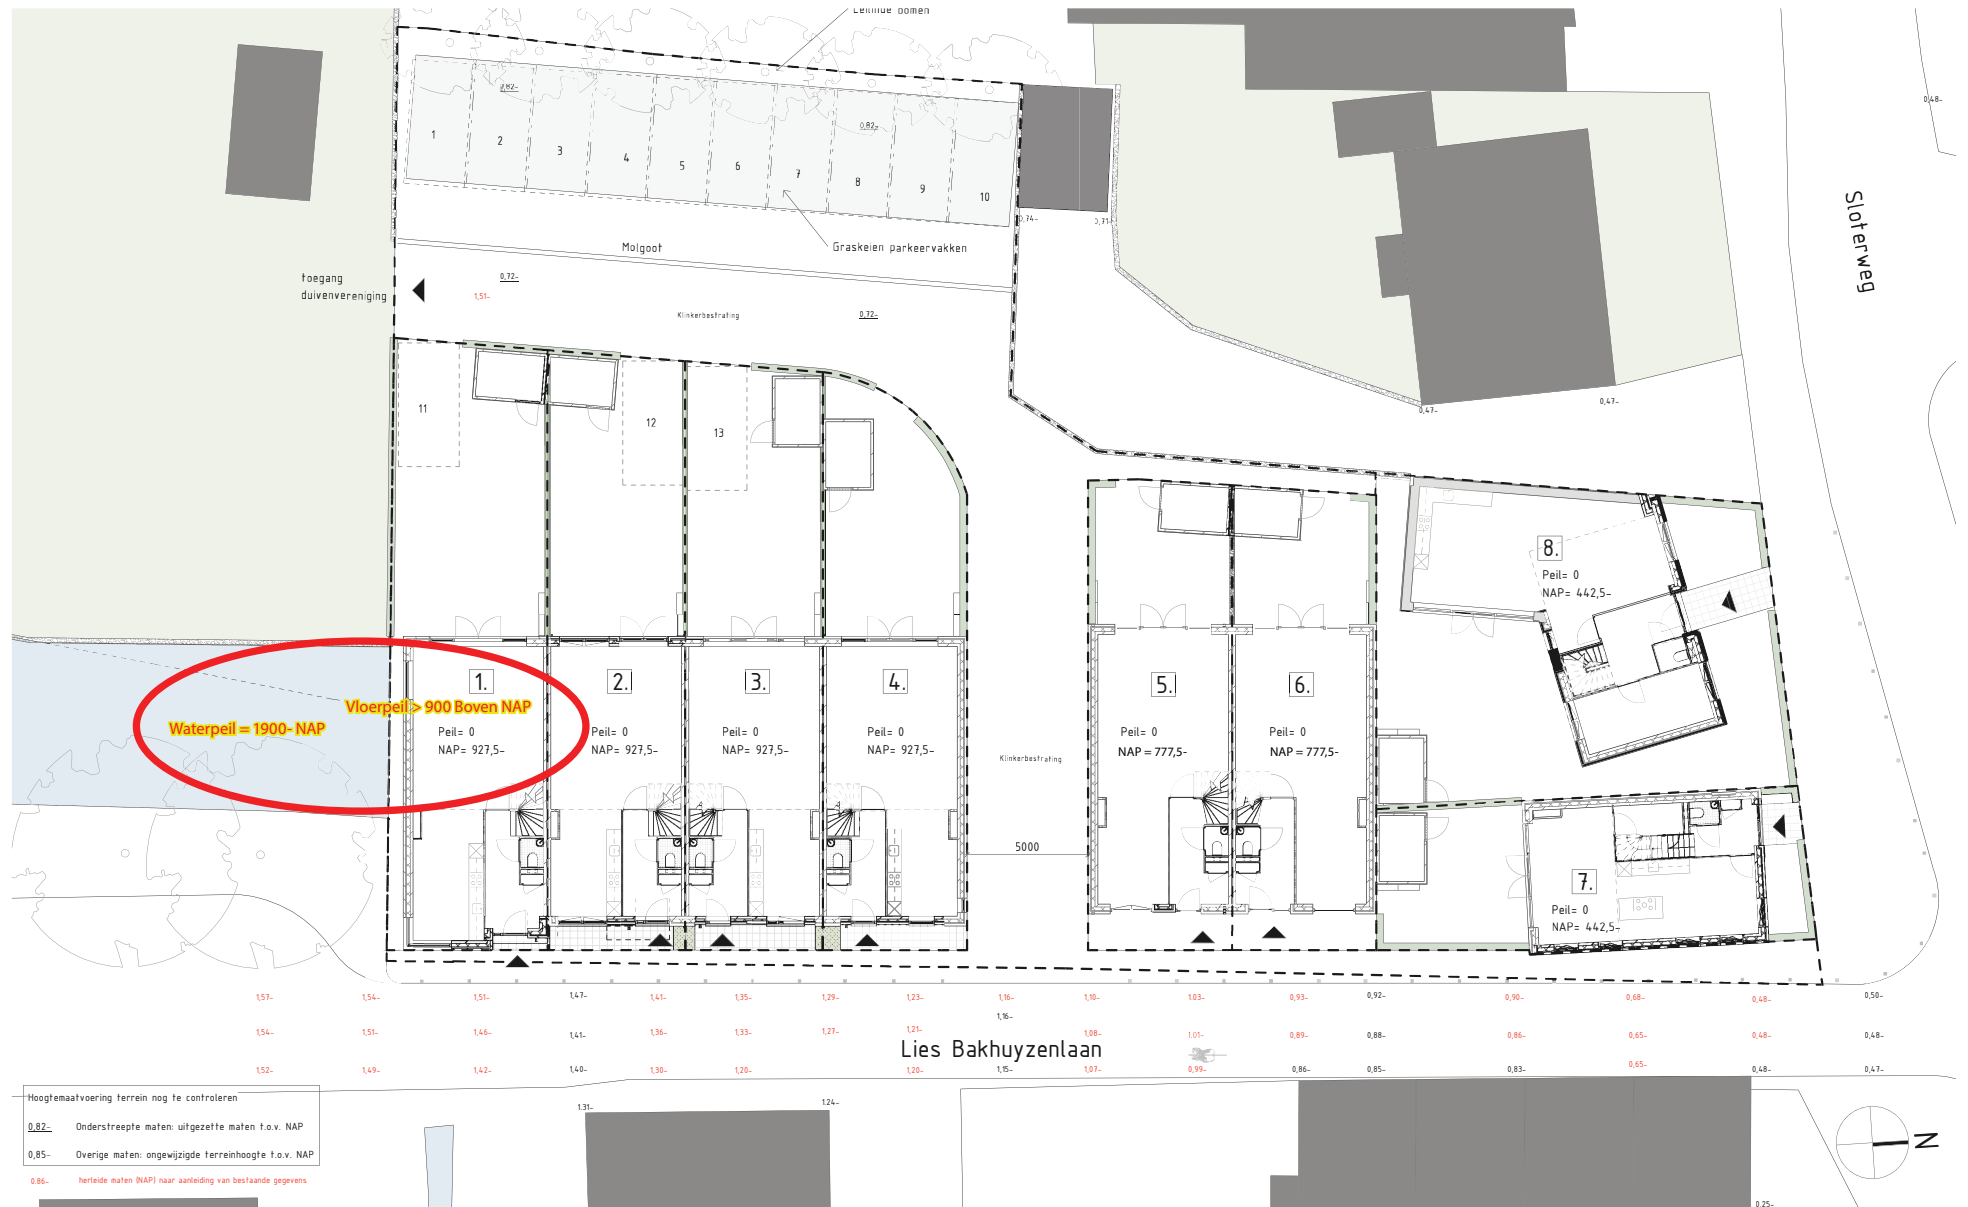 Leilinde bomen
0,82-
0,82-
1
2
3
4
5
6
7
8
9
10
0,48-
Sloterweg
0,74-
0,71-
Molgoot
Graskeien parkeervakken
toegang
duivenvereniging
0,72-
1,51-
Klinkerbestrating
0,72-
11
12
13
0,47-
0,47-
8.
Peil= 0
NAP= 442,5-
1.
Peil= 0
NAP= 927,5-
2.
Peil= 0
NAP= 927,5-
3.
Peil= 0
NAP= 927,5-
4.
Peil= 0
NAP= 927,5-
5.
Peil= 0
NAP = 777,5-
6.
Peil= 0
NAP = 777,5-
Vloerpeil > 900 Boven NAP
Waterpeil = 1900- NAP
Klinkerbestrating
5000
7.
Peil= 0
NAP= 442,5-
1,57- 1,54- 1,51- 1,47- 1,41- 1,35- 1,29- 1,23- 1,16- 1,10- 1.03- 0,93- 0,92- 0,90- 0,68- 0,48- 0,50-
1,16-
1,54- 1,51- 1,46- 1,41- 1,36- 1,33- 1,27- 1,21- 1,08- 1.01- 0,89- 0,88- 0,86- 0,65- 0,48- 0,48-
Lies Bakhuyzenlaan
1,52- 1,49- 1,42- 1,40- 1,30- 1,20- 1,20- 1,15- 1,07- 0,99- 0,86- 0,85- 0,83- 0,65- 0,48- 0,47-
1.31-
1.24-
Hoogtemaatvoering terrein nog te controleren
0,82- Onderstreepte maten: uitgezette maten t.o.v. NAP
0,85- Overige maten: ongewijzigde terreinhoogte t.o.v. NAP
0.86- herleide maten (NAP) naar aanleiding van bestaande gegevens
N
0.25-